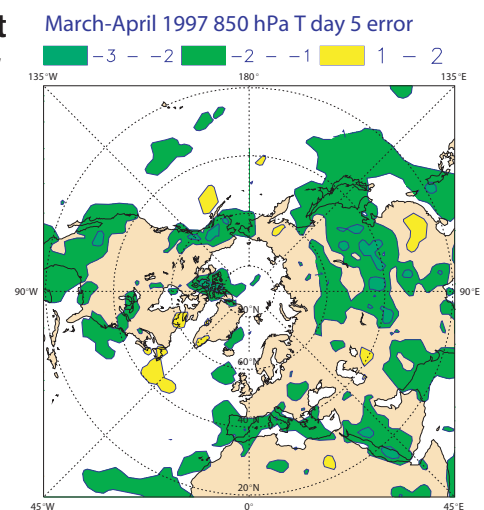 t March-April 1997 850 hPa T day 5 error
-3 - -2 -2 - -1 1 - 2
135°W 180° 135°E
90°W 90°E
80°N
60°N
40°N
20°N
45°W 0° 45°E